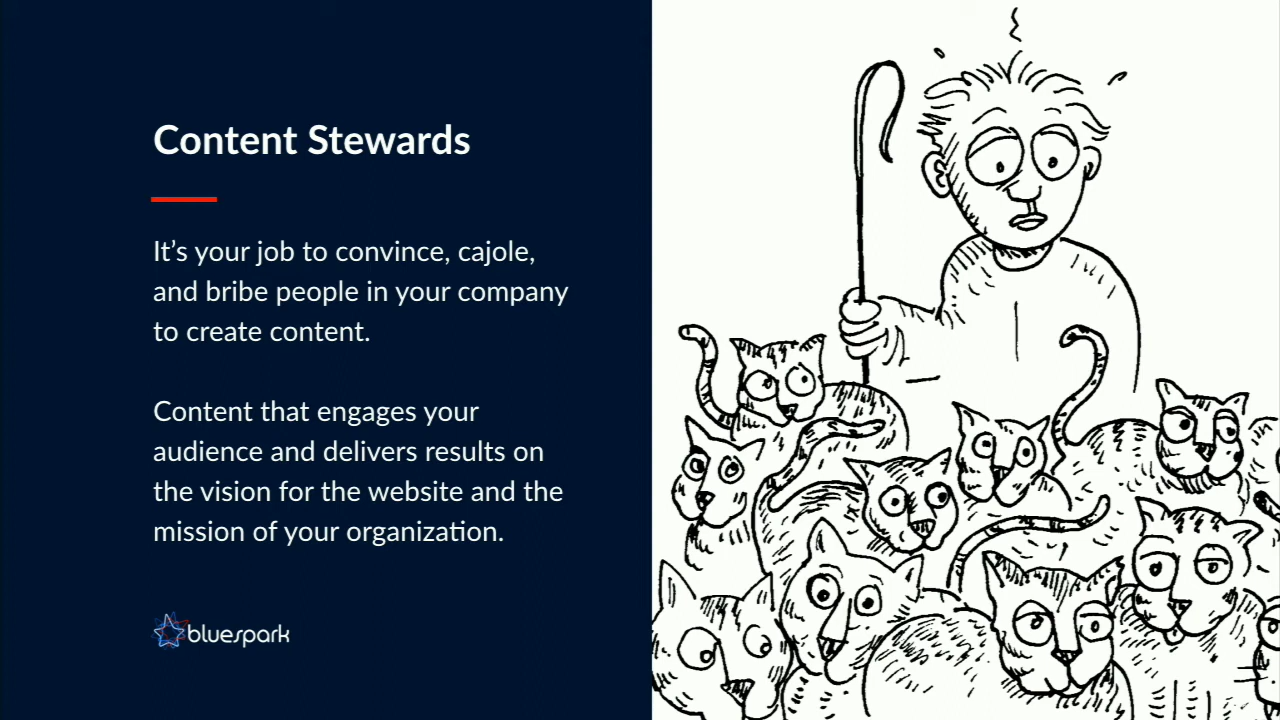 Content Stewards
It’s your job to convince, cajole,
and bribe people in your company
to create content.
Content that engages your
audience and delivers results on
the vision for the website and the
mission of your organization.
bluespark